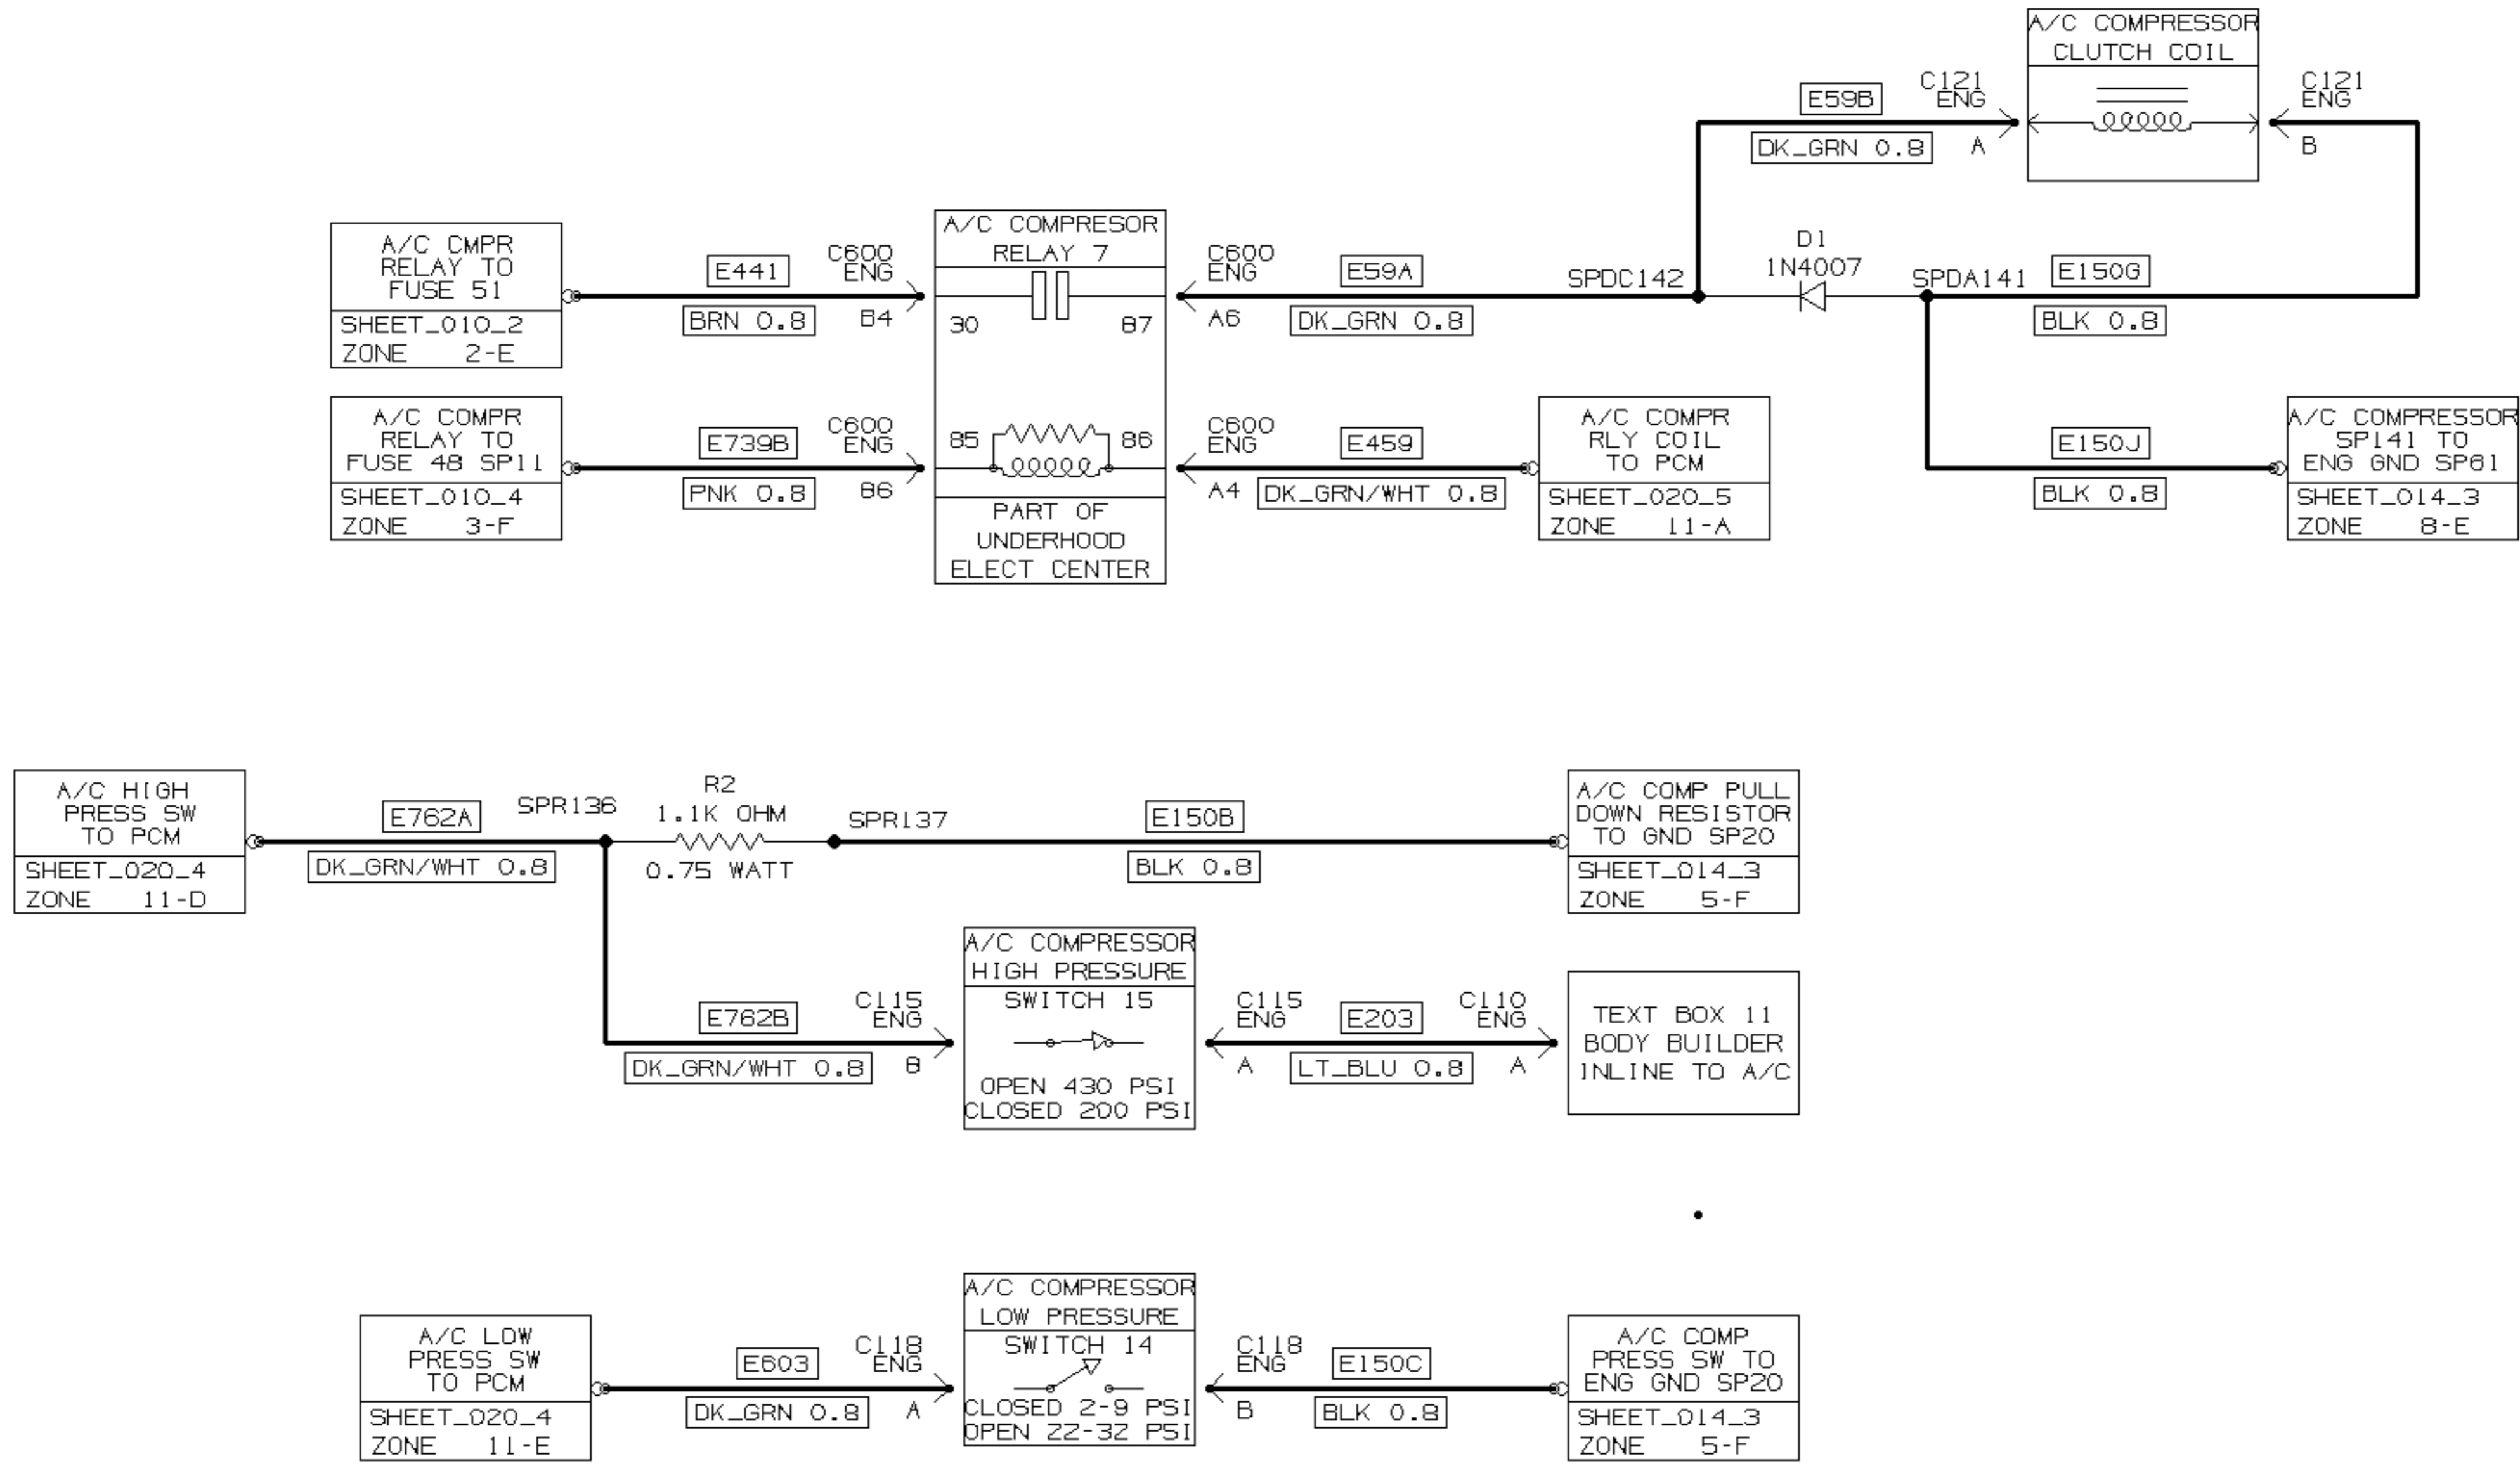 A/C COMPRESSOR
CLUTCH COIL
E59B
C121
ENG
DK_GRN 0.8
A
C121
ENG
B
A/C CMPR
RELAY TO
FUSE 51
SHEET_010_2
ZONE 2-E
E441
BRN 0.8
C600
ENG
B4
A/C COMPRESOR
RELAY 7
30
87
C600
ENG
A6
E59A
DK_GRN 0.8
SPDC142
D1
1N4007
SPDA141
E150G
BLK 0.8
A/C COMPR
RELAY TO
FUSE 48 SP11
SHEET_010_4
ZONE 3-F
E739B
PNK 0.8
C600
ENG
B6
85
86
PART OF
UNDERHOOD
ELECT CENTER
C600
ENG
A4
E459
DK_GRN/WHT 0.8
A/C COMPR
RLY COIL
TO PCM
SHEET_020_5
ZONE 11-A
E150J
BLK 0.8
A/C COMPRESSOR
SP141 TO
ENG GND SP61
SHEET_014_3
ZONE 8-E
A/C HIGH
PRESS SW
TO PCM
SHEET_020_4
ZONE 11-D
E762A
DK_GRN/WHT 0.8
SPR136
R2
1.1K OHM
0.75 WATT
SPR137
E150B
BLK 0.8
A/C COMP PULL
DOWN RESISTOR
TO GND SP20
SHEET_014_3
ZONE 5-F
E762B
DK_GRN/WHT 0.8
C115
ENG
B
A/C COMPRESSOR
HIGH PRESSURE
SWITCH 15
OPEN 430 PSI
CLOSED 200 PSI
C115
ENG
A
E203
LT_BLU 0.8
C110
ENG
A
TEXT BOX 11
BODY BUILDER
INLINE TO A/C
A/C LOW
PRESS SW
TO PCM
SHEET_020_4
ZONE 11-E
E603
DK_GRN 0.8
C118
ENG
A
A/C COMPRESSOR
LOW PRESSURE
SWITCH 14
CLOSED 2-9 PSI
OPEN 22-32 PSI
C118
ENG
B
E150C
BLK 0.8
A/C COMP
PRESS SW TO
ENG GND SP20
SHEET_014_3
ZONE 5-F